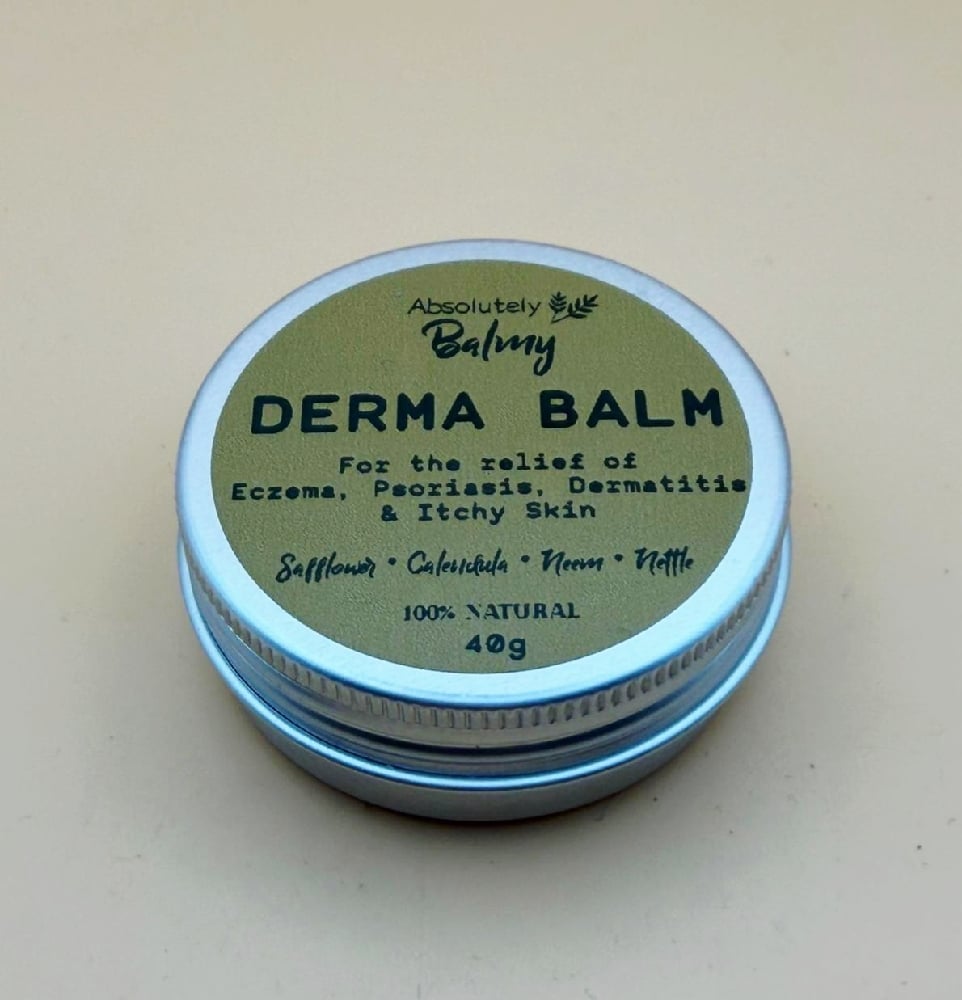 Absolutely
Balmy
DERMA BALM
For the relief of
Eczema, Psoriasis, Dermatitis
& Itchy Skin
Safflower • Calendula • Neem • Nettle
100% NATURAL
40g